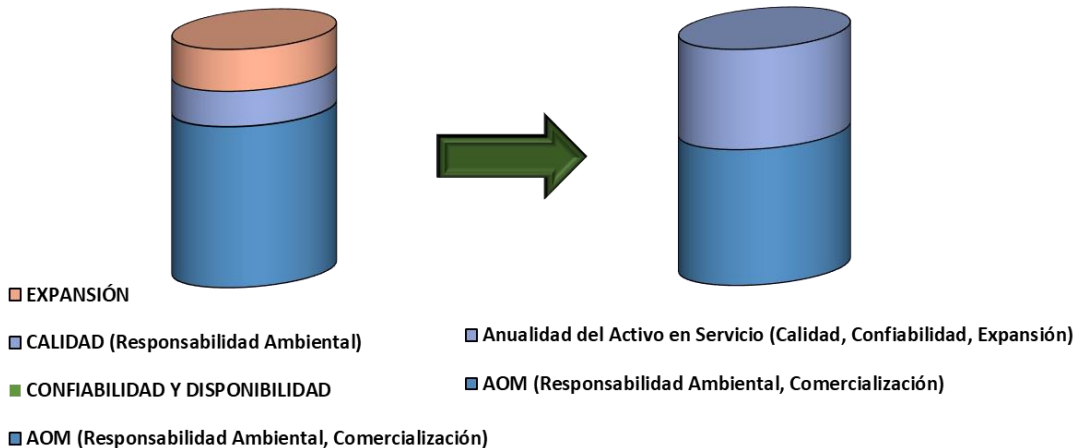 EXPANSIÓN
CALIDAD (Responsabilidad Ambiental)
CONFIABILIDAD Y DISPONIBILIDAD
AOM (Responsabilidad Ambiental, Comercialización)
Anualidad del Activo en Servicio (Calidad, Confiabilidad, Expansión)
AOM (Responsabilidad Ambiental, Comercialización)